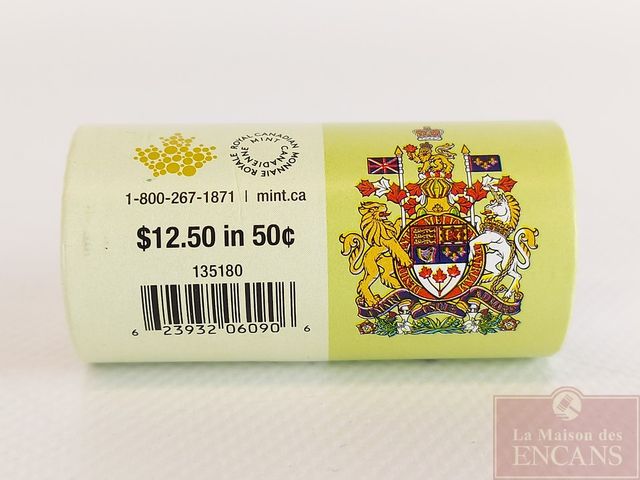 ROYAL CANADIAN MINT
MONNAIE ROYALE CANADIENNE
1-800-267-1871 | mint.ca
$12.50 in 50¢
135180
6 23932 06090 6
La Maison des
ENCANS